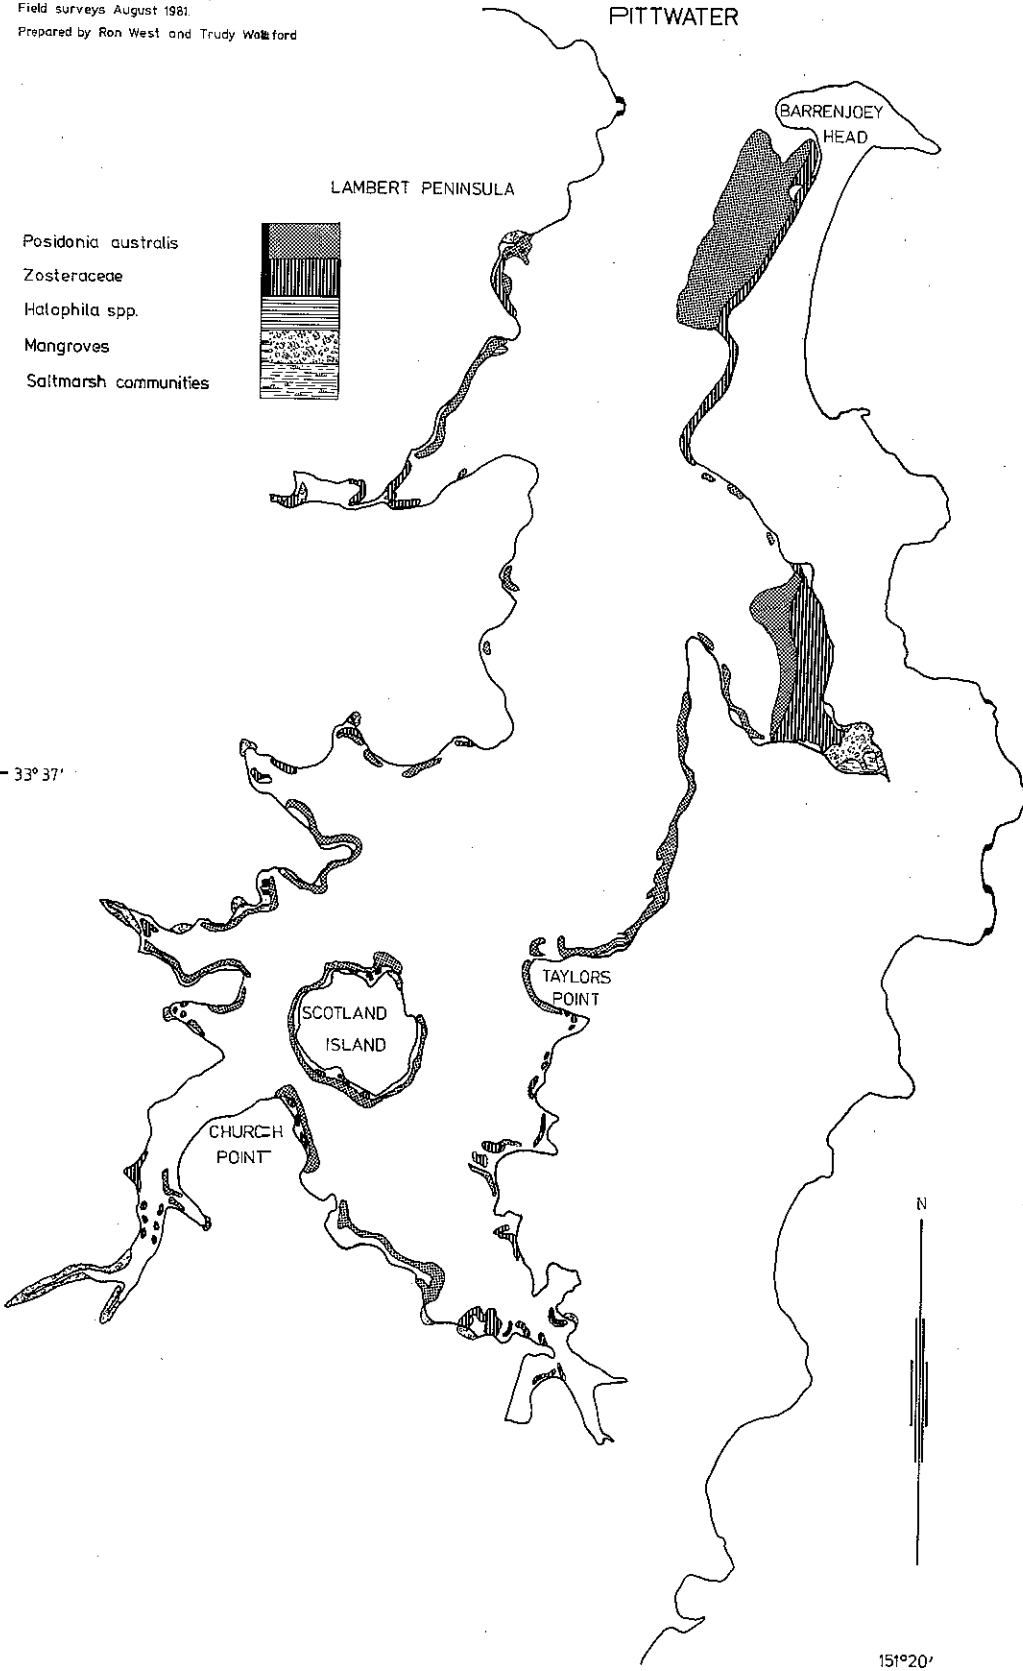 Field surveys August 1981.
Prepared by Ron West and Trudy
PITTWATER
BARRENJOEY
HEAD
LAMBERT PENINSULA
Posidonia australis
Zosteraceae
Halophila spp.
Mangroves
Saltmarsh communities
33° 37'
TAYLORS
POINT
SCOTLAND
ISLAND
CHURCH
POINT
N
151°20'